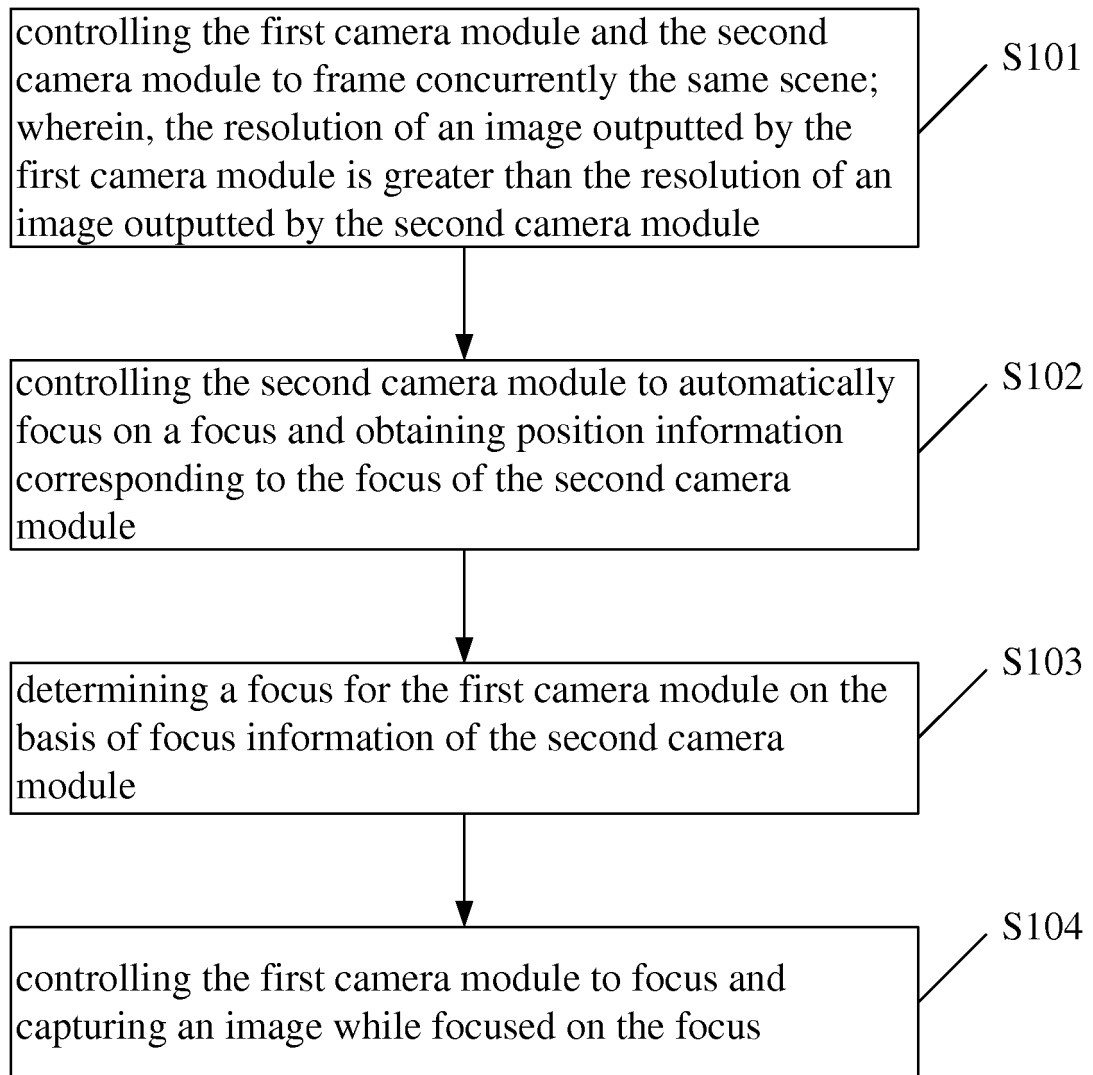 controlling the first camera module and the second
camera module to frame concurrently the same scene;
wherein, the resolution of an image outputted by the
first camera module is greater than the resolution of an
image outputted by the second camera module
S101
controlling the second camera module to automatically
focus on a focus and obtaining position information
corresponding to the focus of the second camera
module
S102
determining a focus for the first camera module on the
basis of focus information of the second camera
module
S103
controlling the first camera module to focus and
capturing an image while focused on the focus
S104